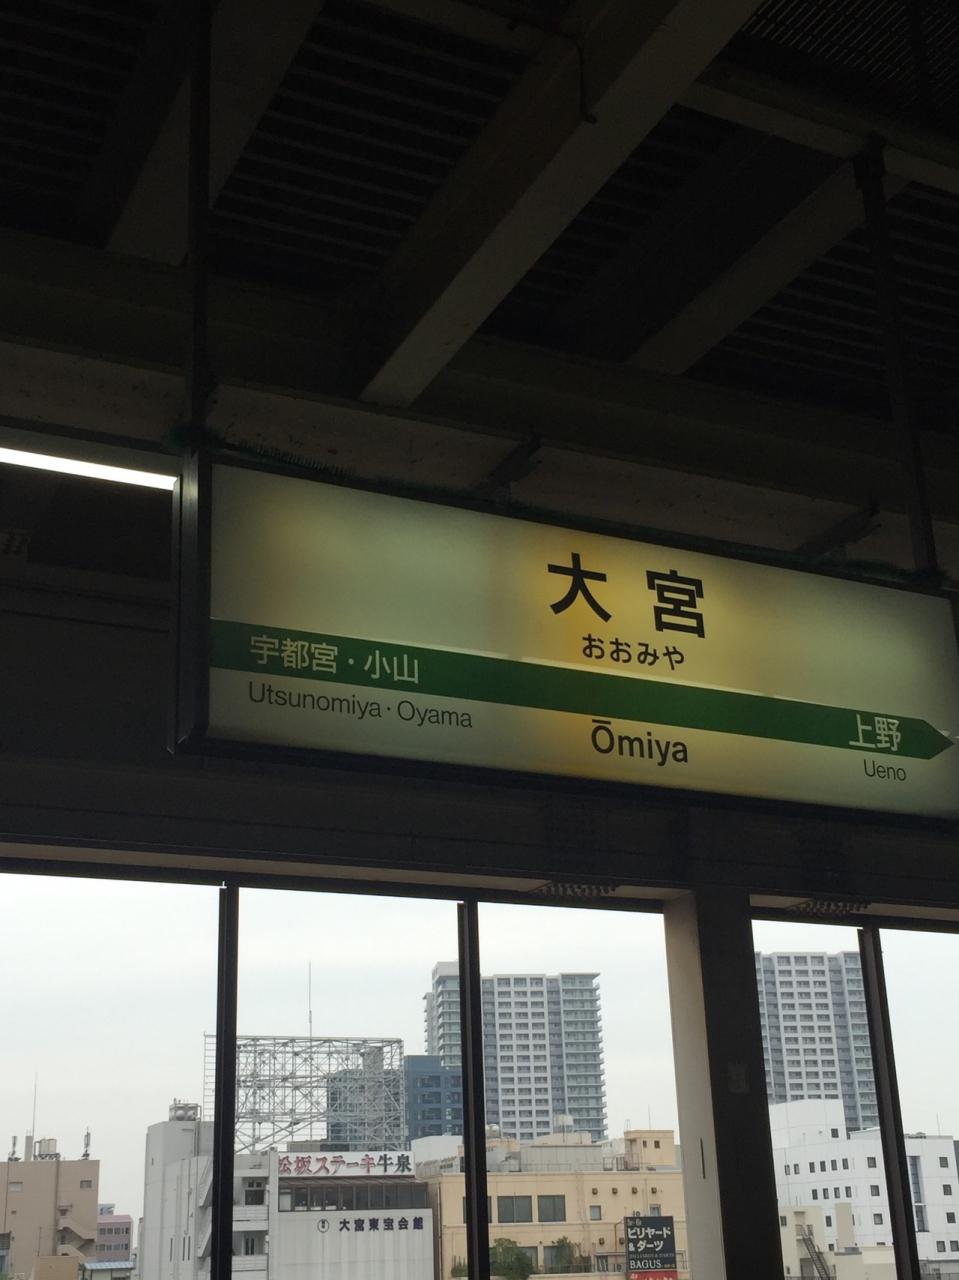 大宮
おおみや
宇都宮・小山
上野
Utsunomiya・Oyama
Ōmiya
Ueno
松坂ステーキ牛泉
大宮東宝会館
ビリヤード
&ダーツ
BAGUS